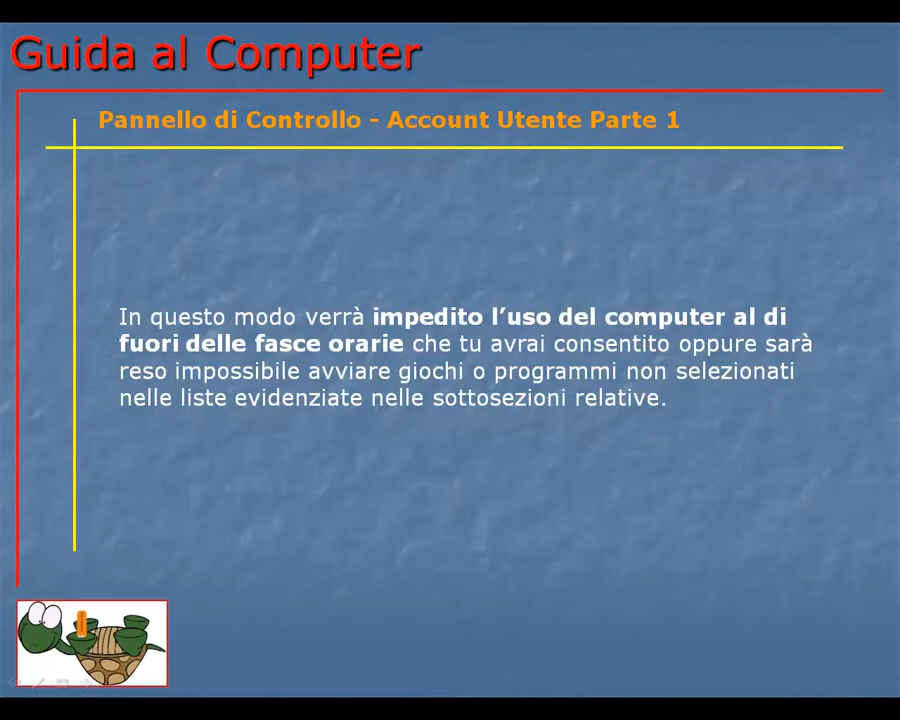 Guida al Computer
Pannello di Controllo - Account Utente Parte 1
In questo modo verrà impedito l’uso del computer al di
fuori delle fasce orarie che tu avrai consentito oppure sarà
reso impossibile avviare giochi o programmi non selezionati
nelle liste evidenziate nelle sottosezioni relative.